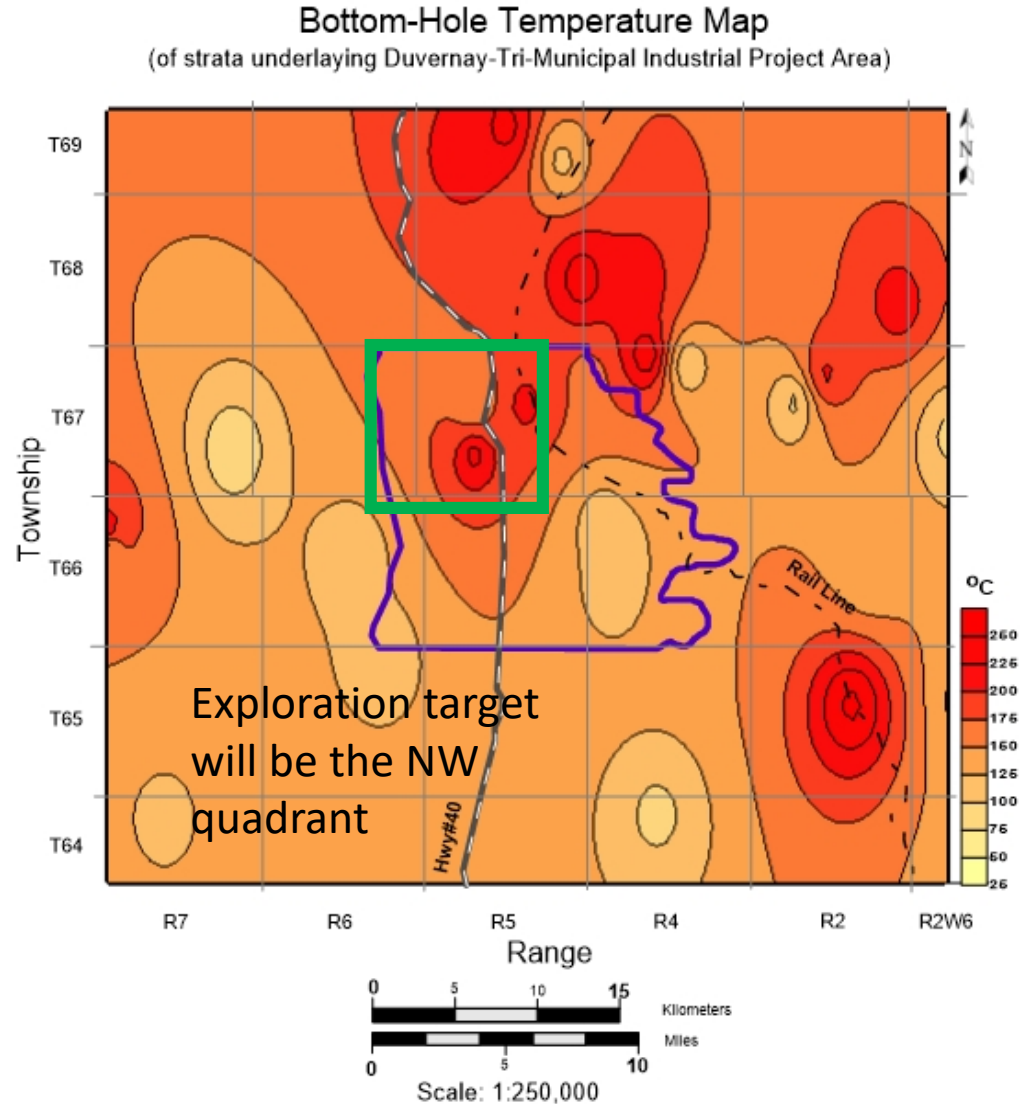 Bottom-Hole Temperature Map
(of strata underlaying Duvernay-Tri-Municipal Industrial Project Area)
N
T69
T68
T67
T66
T65
T64
Township
Rail Line
Hwy#40
Exploration target
will be the NW
quadrant
oC
260
225
200
175
150
125
100
75
50
25
R7
R6
R5
R4
R2
R2W6
Range
0
5
10
15
Kilometers
Miles
0
5
10
Scale: 1:250,000